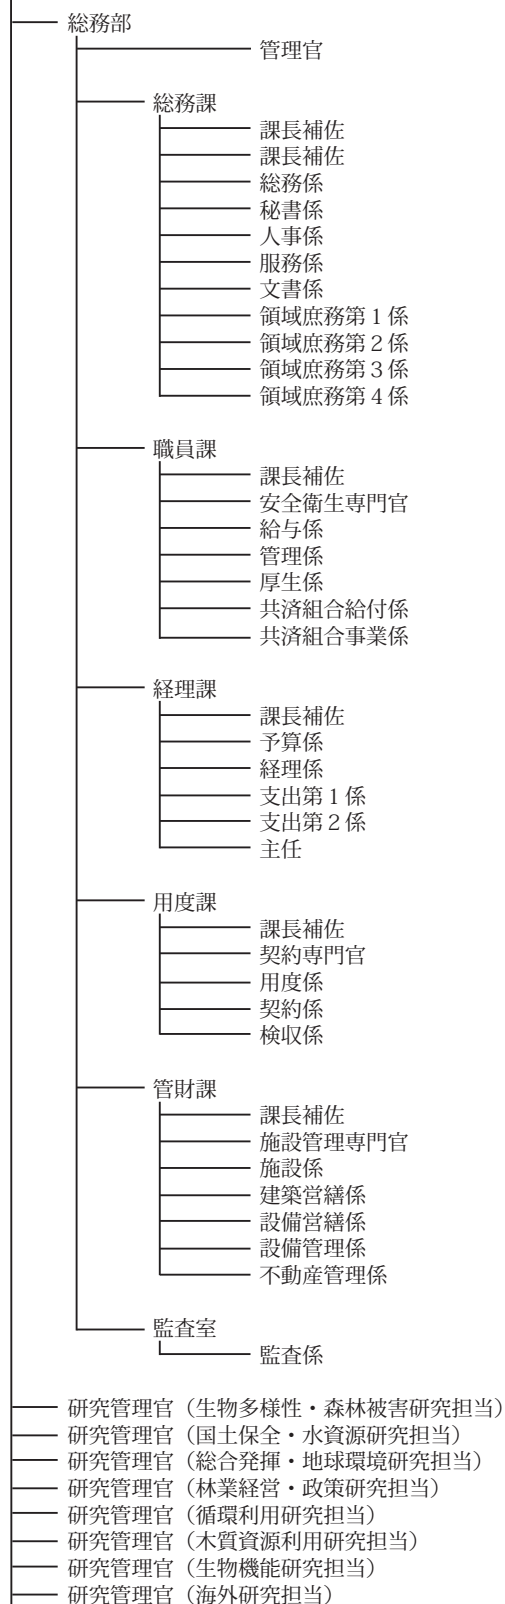 総務部
管理官
総務課
課長補佐
課長補佐
総務係
秘書係
人事係
服務係
文書係
領域庶務第１係
領域庶務第２係
領域庶務第３係
領域庶務第４係
職員課
課長補佐
安全衛生専門官
給与係
管理係
厚生係
共済組合給付係
共済組合事業係
経理課
課長補佐
予算係
経理係
支出第１係
支出第２係
主任
用度課
課長補佐
契約専門官
用度係
契約係
検収係
管財課
課長補佐
施設管理専門官
施設係
建築営繕係
設備営繕係
設備管理係
不動産管理係
監査室
監査係
研究管理官（生物多様性・森林被害研究担当）
研究管理官（国土保全・水資源研究担当）
研究管理官（総合発揮・地球環境研究担当）
研究管理官（林業経営・政策研究担当）
研究管理官（循環利用研究担当）
研究管理官（木質資源利用研究担当）
研究管理官（生物機能研究担当）
研究管理官（海外研究担当）